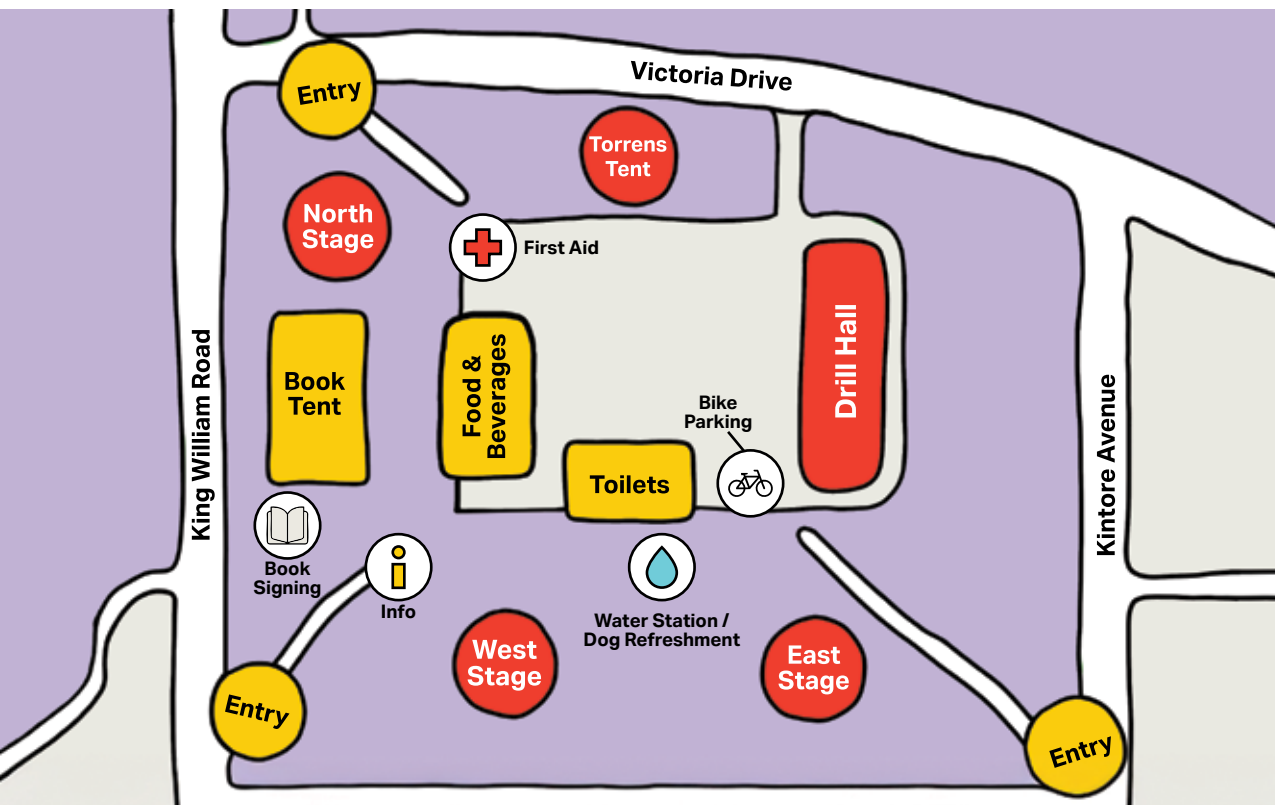 Entry
Victoria Drive
Torrens
Tent
North
Stage
First Aid
King William Road
Book
Tent
Food &
Beverages
Drill Hall
Bike
Parking
Kintore Avenue
Toilets
Book
Signing
Info
Water Station /
Dog Refreshment
West
Stage
East
Stage
Entry
Entry